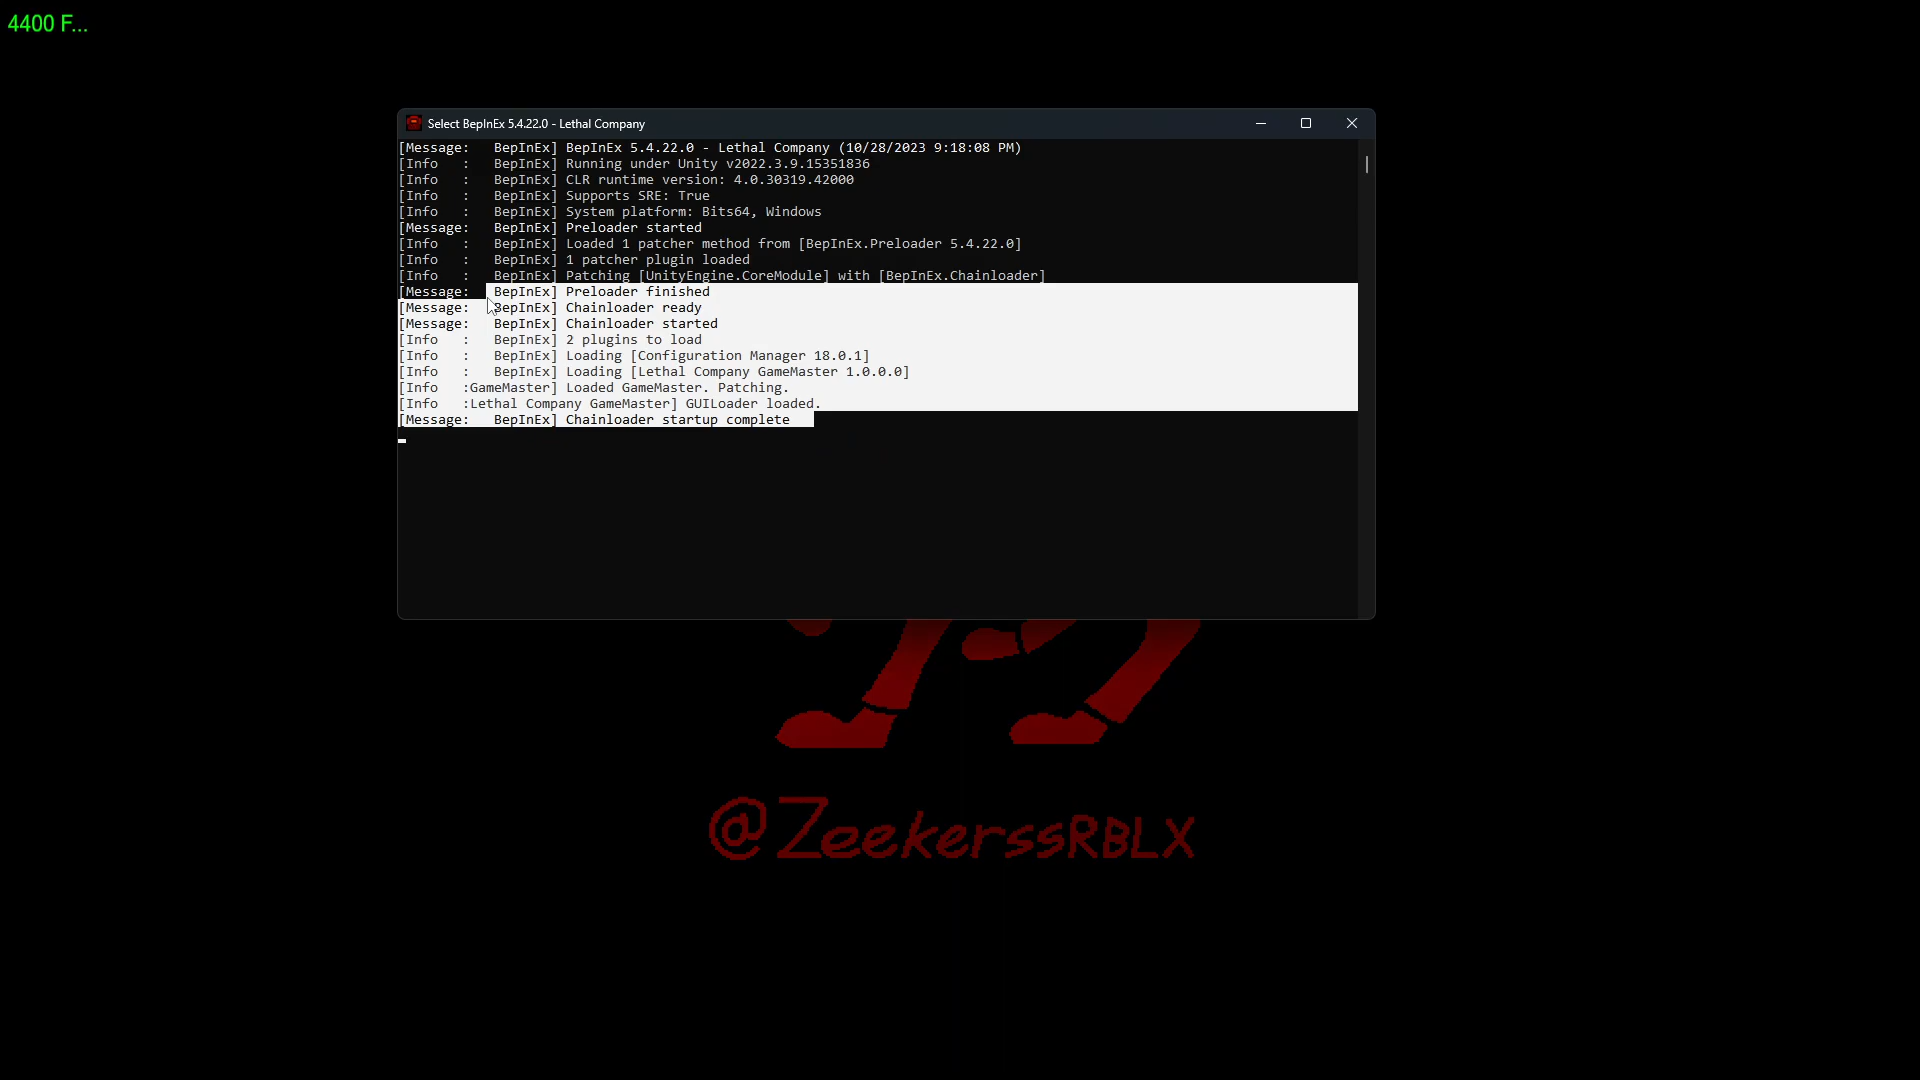 4400 F...
Select BepInEx 5.4.22.0 - Lethal Company
[Message:   BepInEx] BepInEx 5.4.22.0 - Lethal Company (10/28/2023 9:18:08 PM)
[Info   :   BepInEx] Running under Unity v2022.3.9.15351836
[Info   :   BepInEx] CLR runtime version: 4.0.30319.42000
[Info   :   BepInEx] Supports SRE: True
[Info   :   BepInEx] System platform: Bits64, Windows
[Message:   BepInEx] Preloader started
[Info   :   BepInEx] Loaded 1 patcher method from [BepInEx.Preloader 5.4.22.0]
[Info   :   BepInEx] 1 patcher plugin loaded
[Info   :   BepInEx] Patching [UnityEngine.CoreModule] with [BepInEx.Chainloader]
[Message:   BepInEx] Preloader finished
[Message:   BepInEx] Chainloader ready
[Message:   BepInEx] Chainloader started
[Info   :   BepInEx] 2 plugins to load
[Info   :   BepInEx] Loading [Configuration Manager 18.0.1]
[Info   :   BepInEx] Loading [Lethal Company GameMaster 1.0.0.0]
[Info   :GameMaster] Loaded GameMaster. Patching.
[Info   :Lethal Company GameMaster] GUILoader loaded.
[Message:   BepInEx] Chainloader startup complete
@ZeekerssRBLX